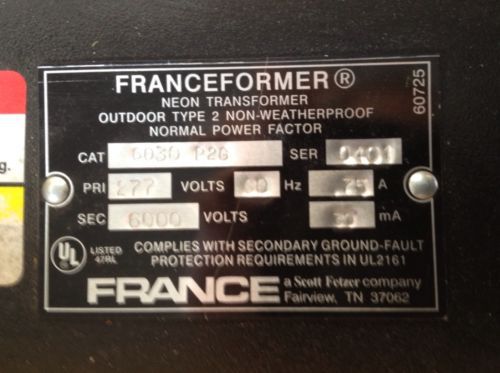 FRANCEFORMER®
NEON TRANSFORMER
OUTDOOR TYPE 2 NON-WEATHERPROOF
NORMAL POWER FACTOR
60725
CAT 6030 P2G SER 0401
PRI 277 VOLTS 60 Hz .75 A
SEC 6000 VOLTS 30 mA
ng.
UL LISTED
47RL
COMPLIES WITH SECONDARY GROUND-FAULT
PROTECTION REQUIREMENTS IN UL2161
FRANCE a Scott Fetzer company
Fairview, TN 37062